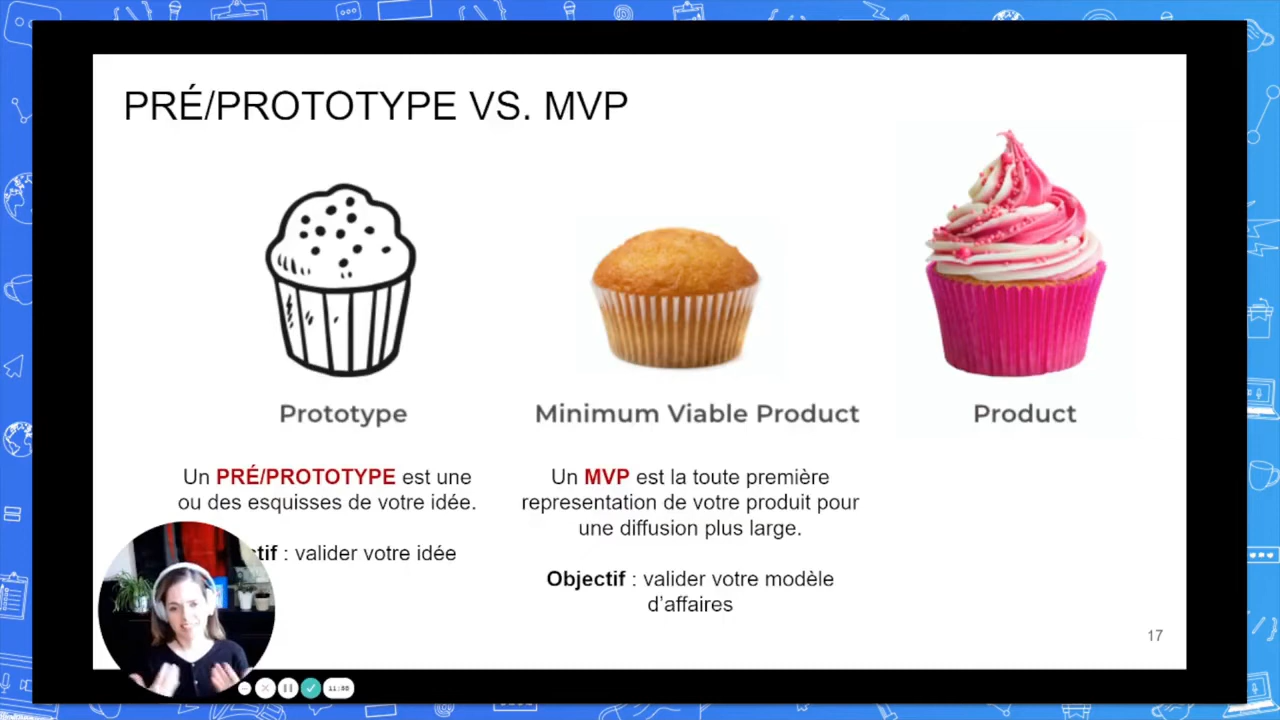 PRÉ/PROTOTYPE VS. MVP
Prototype
Minimum Viable Product
Product
Un PRÉ/PROTOTYPE est une
ou des esquisses de votre idée.
tif : valider votre idée
Un MVP est la toute première
representation de votre produit pour
une diffusion plus large.
Objectif : valider votre modèle
d'affaires
17